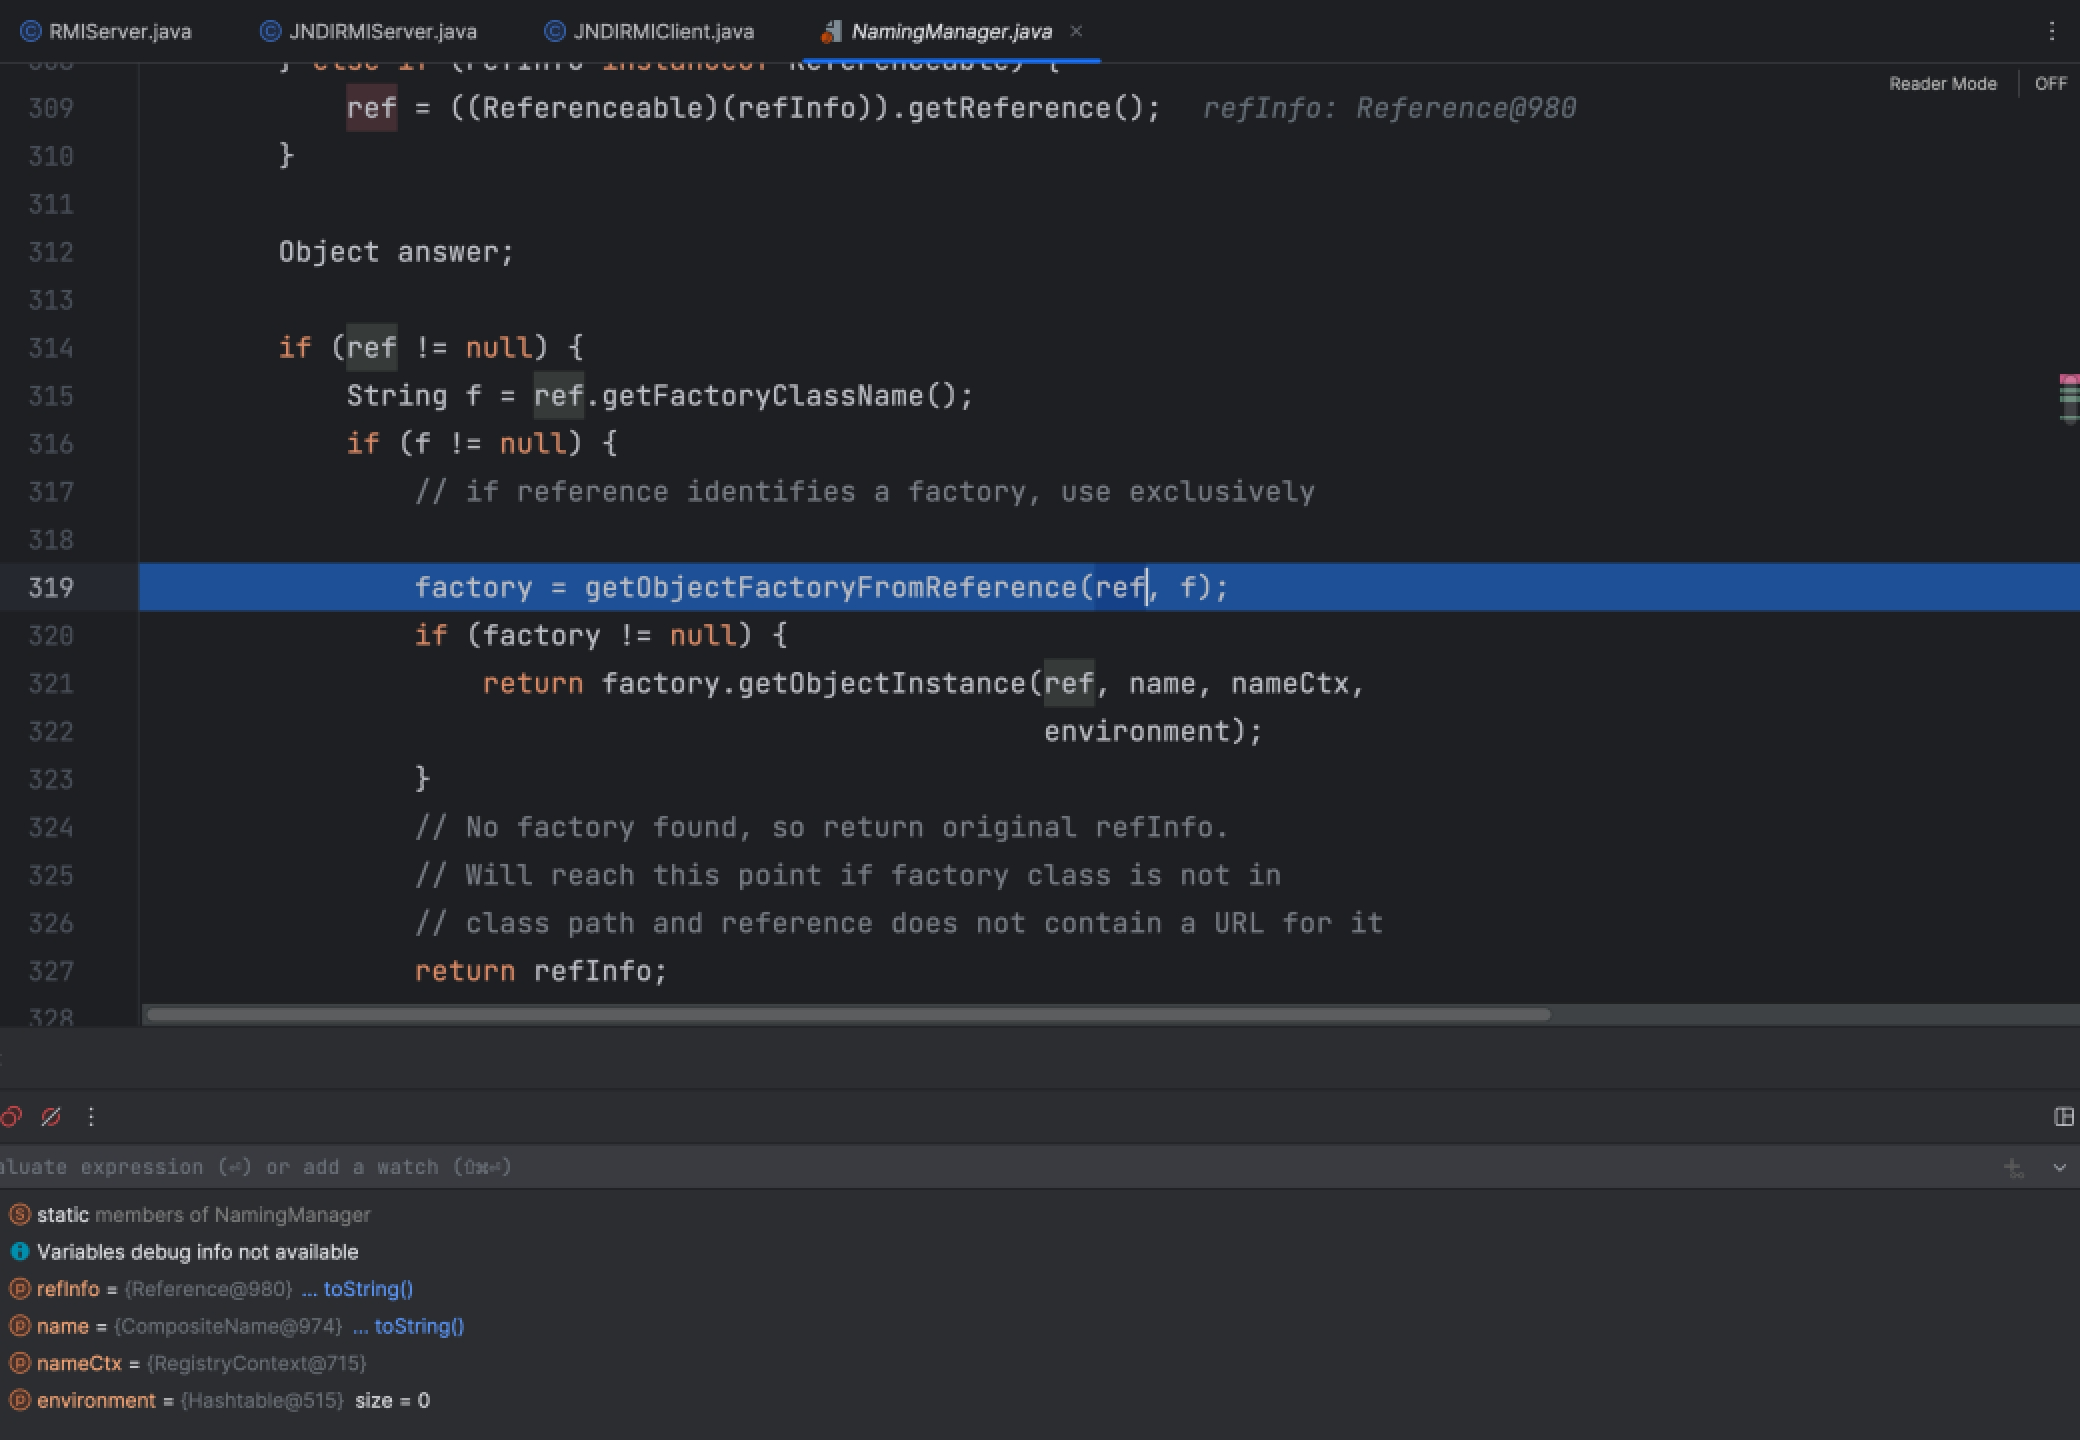 RMIServer.java JNDIRMIServer.java JNDIRMIClient.java NamingManager.java
} else if (refInfo instanceof Referenceable) {
Reader Mode OFF
309 ref = ((Referenceable)(refInfo)).getReference(); refInfo: Reference@980
310 }
311
312 Object answer;
313
314 if (ref != null) {
315 String f = ref.getFactoryClassName();
316 if (f != null) {
317 // if reference identifies a factory, use exclusively
318
319 factory = getObjectFactoryFromReference(ref, f);
320 if (factory != null) {
321 return factory.getObjectInstance(ref, name, nameCtx,
322 environment);
323 }
324 // No factory found, so return original refInfo.
325 // Will reach this point if factory class is not in
326 // class path and reference does not contain a URL for it
327 return refInfo;
328
aluate expression (⏎) or add a watch (⇧⌘⏎)
static members of NamingManager
Variables debug info not available
refInfo = {Reference@980} ... toString()
name = {CompositeName@974} ... toString()
nameCtx = {RegistryContext@715}
environment = {Hashtable@515} size = 0